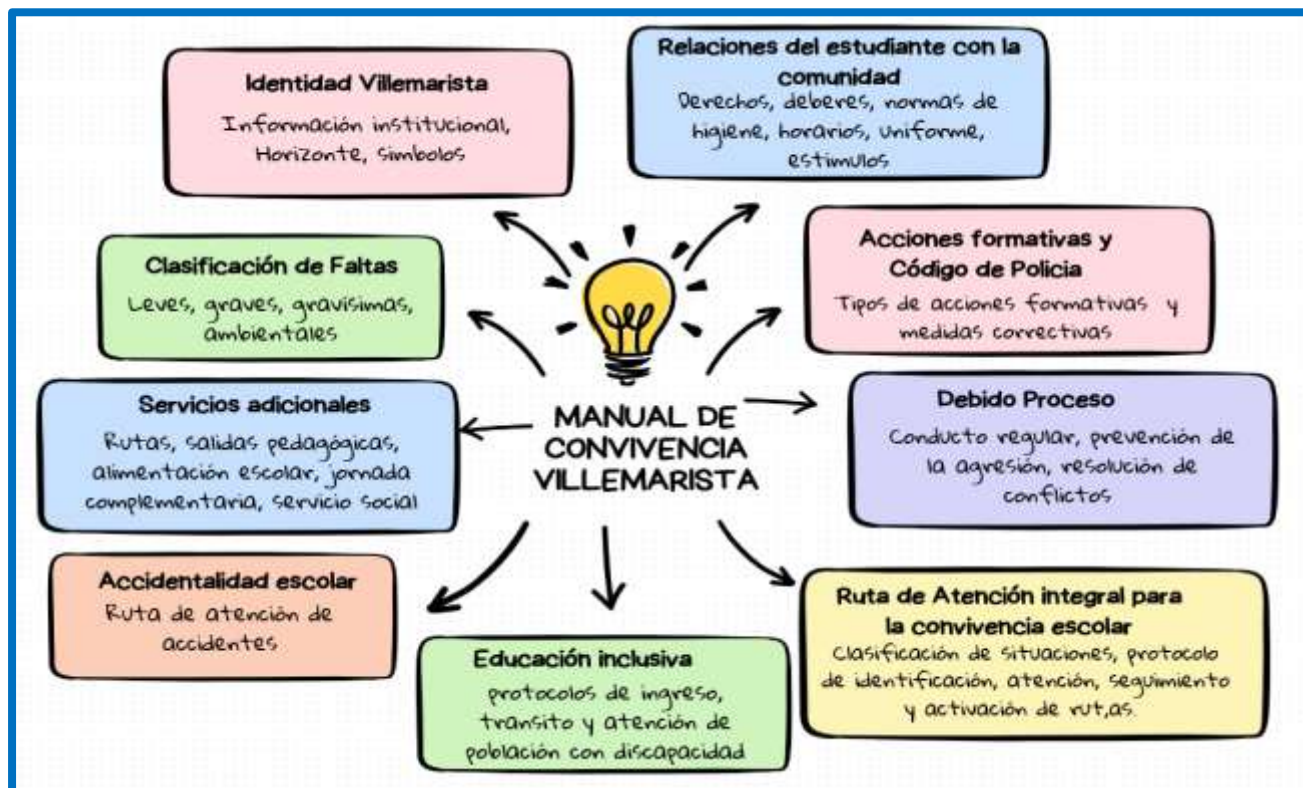 Identidad Villemarista
Información institucional,
Horizonte, simbolos
Relaciones del estudiante con la
comunidad
Derechos, deberes, normas de
higiene, horarios, uniforme,
estimulos
Clasificación de Faltas
Leves, graves, gravísimas,
ambientales
Acciones formativas y
Código de Policia
Tipos de acciones formativas y
medidas correctivas
Servicios adicionales
Rutas, salidas pedagógicas,
alimentación escolar, jornada
complementaria, servicio social
MANUAL DE
CONVIVENCIA
VILLEMARISTA
Debido Proceso
Conducto regular, prevención de
la agresión, resolución de
conflictos
Accidentalidad escolar
Ruta de atención de
accidentes
Educación inclusiva
protocolos de ingreso,
transito y atención de
población con discapacidad
Ruta de Atención integral para
la convivencia escolar
Clasificación de situaciones, protocolo
de identificación, atención, seguimiento
y activación de rut,as.